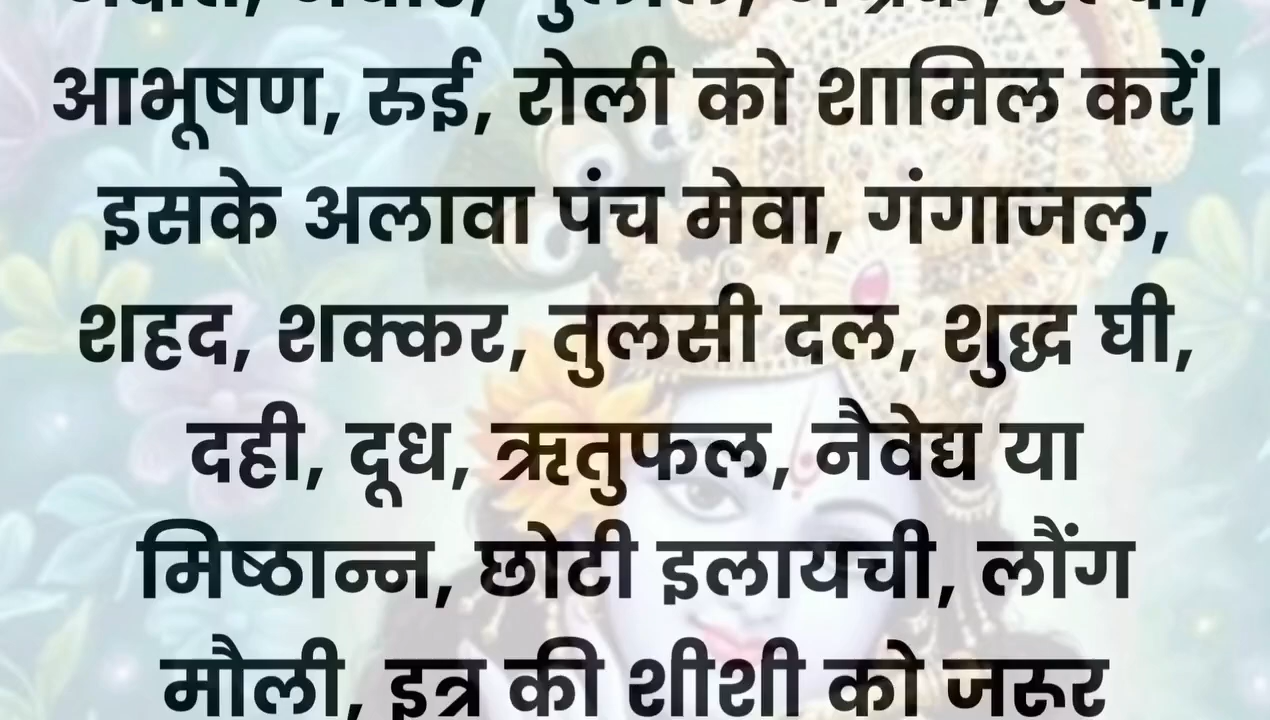 आभूषण, रुई, रोली को शामिल करें।
इसके अलावा पंच मेवा, गंगाजल,
शहद, शक्कर, तुलसी दल, शुद्ध घी,
दही, दूध, ऋतुफल, नैवेद्य या
मिष्ठान्न, छोटी इलायची, लौंग
मौली, इत्र की शीशी को जरूर